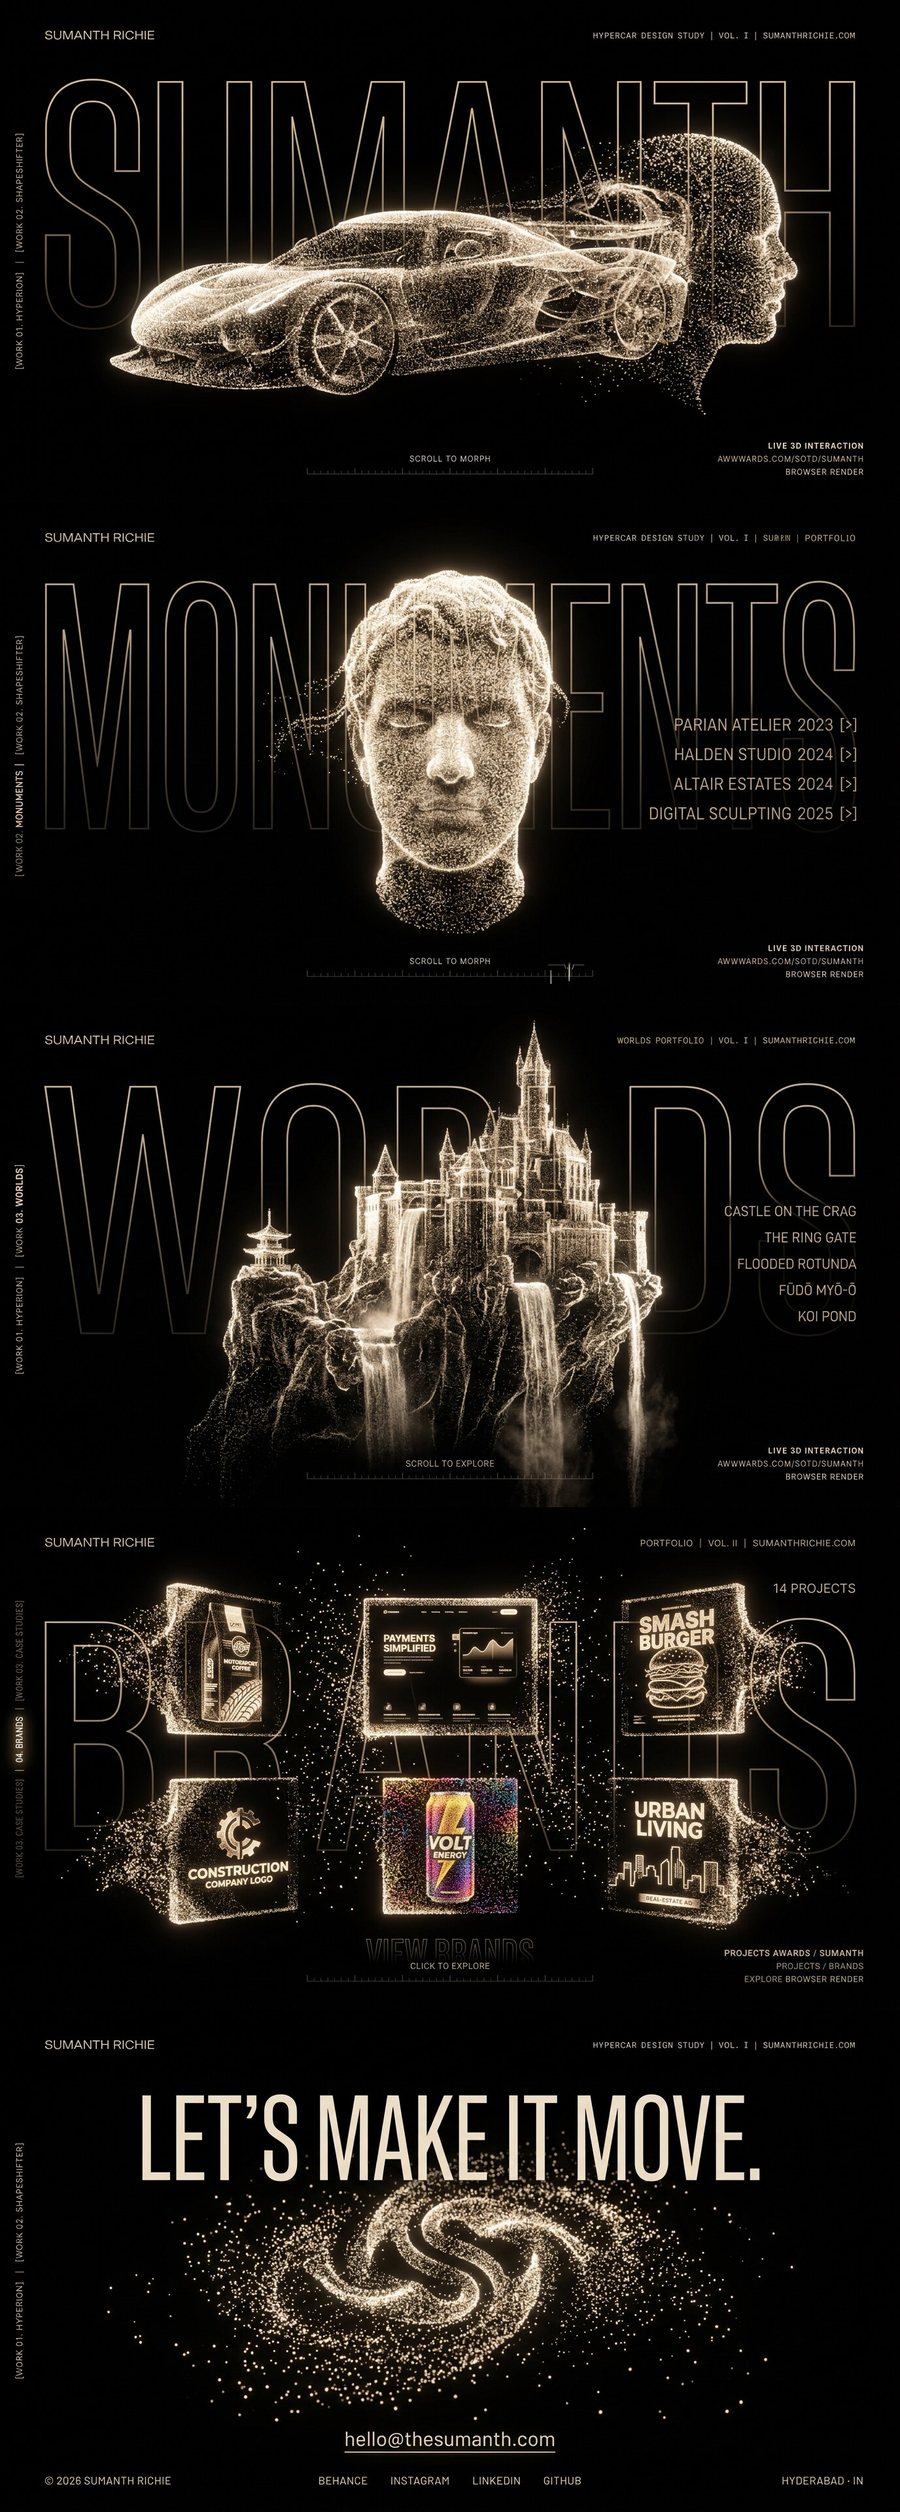 SUMANTH RICHIE
HYPERCAR DESIGN STUDY | VOL. I | SUMANTHRICHIE.COM
SUMANTH
[WORK 01. HYPERION] | [WORK 02. SHAPESHIFTER]
LIVE 3D INTERACTION
SCROLL TO MORPH
AWWWARDS.COM/SOTD/SUMANTH
BROWSER RENDER
SUMANTH RICHIE
HYPERCAR DESIGN STUDY | VOL. I | | PORTFOLIO
MONUMENTS
[WORK 02. MONUMENTS | [WORK 02. SHAPESHIFTER]
PARIAN ATELIER 2023 [>]
HALDEN STUDIO 2024 [>]
ALTAIR ESTATES 2024 [>]
DIGITAL SCULPTING 2025 [>]
LIVE 3D INTERACTION
SCROLL TO MORPH
AWWWARDS.COM/SOTD/SUMANTH
BROWSER RENDER
SUMANTH RICHIE
WORLDS PORTFOLIO | VOL. I | SUMANTHRICHIE.COM
WORLDS
[WORK 01. HYPERION] | [WORK 03. WORLDS]
CASTLE ON THE CRAG
THE RING GATE
FLOODED ROTUNDA
FŪDŌ MYŌ-Ō
KOI POND
LIVE 3D INTERACTION
SCROLL TO EXPLORE
AWWWARDS.COM/SOTD/SUMANTH
BROWSER RENDER
SUMANTH RICHIE
PORTFOLIO | VOL. II | SUMANTHRICHIE.COM
14 PROJECTS
BRANDS
[WORK 03. CASE STUDIES] | 04. BRANDS | [WORK 03. CASE STUDIES]
COFFEE
PAYMENTS
SIMPLIFIED
SMASH
BURGER
CONSTRUCTION
COMPANY LOGO
VOLT
ENERGY
URBAN
LIVING
REAL-ESTATE AD
VIEW BRANDS
CLICK TO EXPLORE
PROJECTS AWARDS / SUMANTH
PROJECTS / BRANDS
EXPLORE BROWSER RENDER
SUMANTH RICHIE
HYPERCAR DESIGN STUDY | VOL. I | SUMANTHRICHIE.COM
LET'S MAKE IT MOVE.
[WORK 01. HYPERION] | [WORK 02. SHAPESHIFTER]
hello@thesumanth.com
© 2026 SUMANTH RICHIE
BEHANCE INSTAGRAM LINKEDIN GITHUB
HYDERABAD · IN